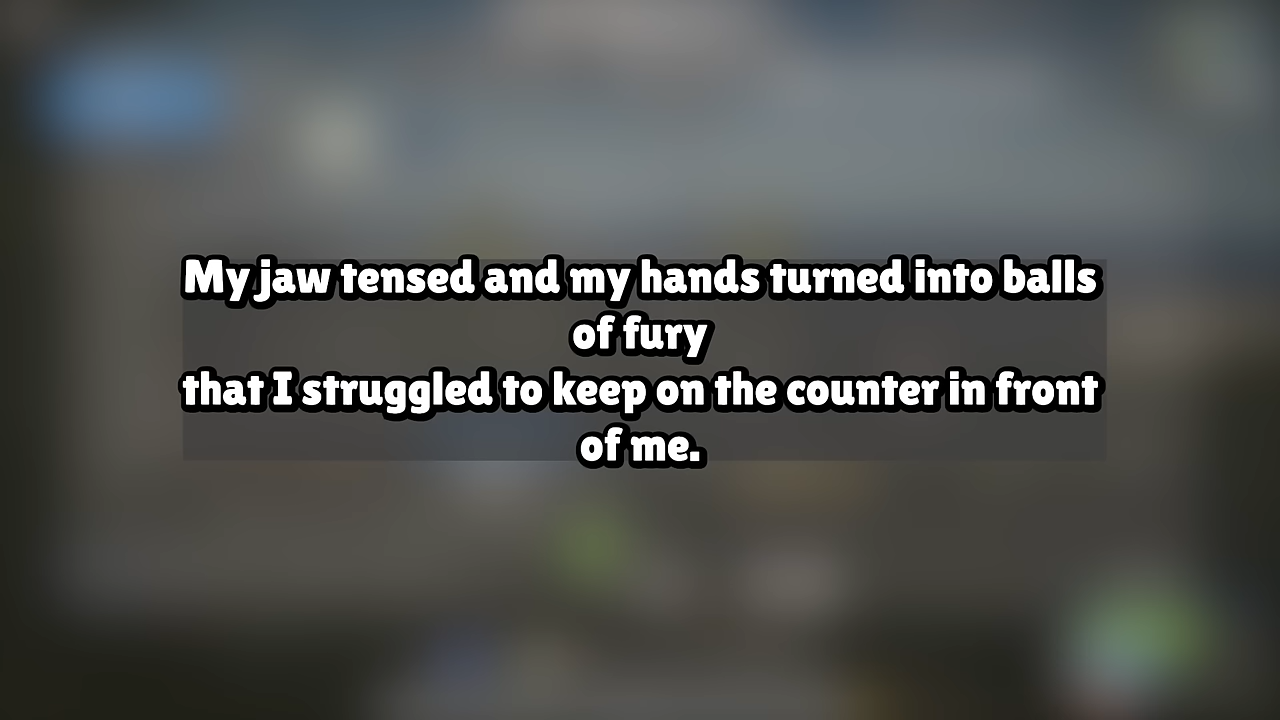 My jaw tensed and my hands turned into balls
of fury
that I struggled to keep on the counter in front
of me.